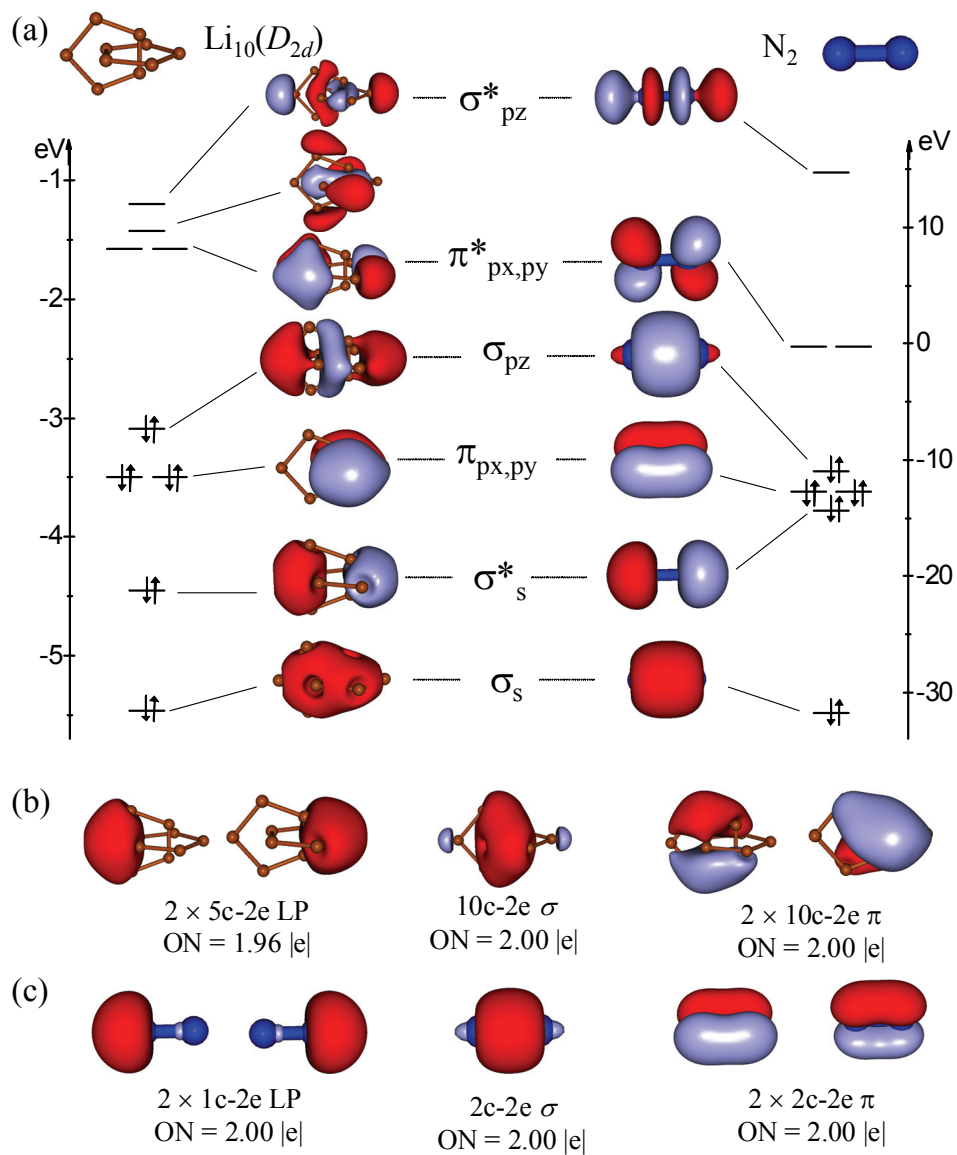 (a)
Li10(D2d)
N2
σ*pz
eV
eV
-1
10
π*px,py
-2
0
σpz
-3
πpx,py
-10
-4
σ*s
-20
-5
σs
-30
(b)
2 × 5c-2e LP
ON = 1.96 |e|
10c-2e σ
ON = 2.00 |e|
2 × 10c-2e π
ON = 2.00 |e|
(c)
2 × 1c-2e LP
ON = 2.00 |e|
2c-2e σ
ON = 2.00 |e|
2 × 2c-2e π
ON = 2.00 |e|